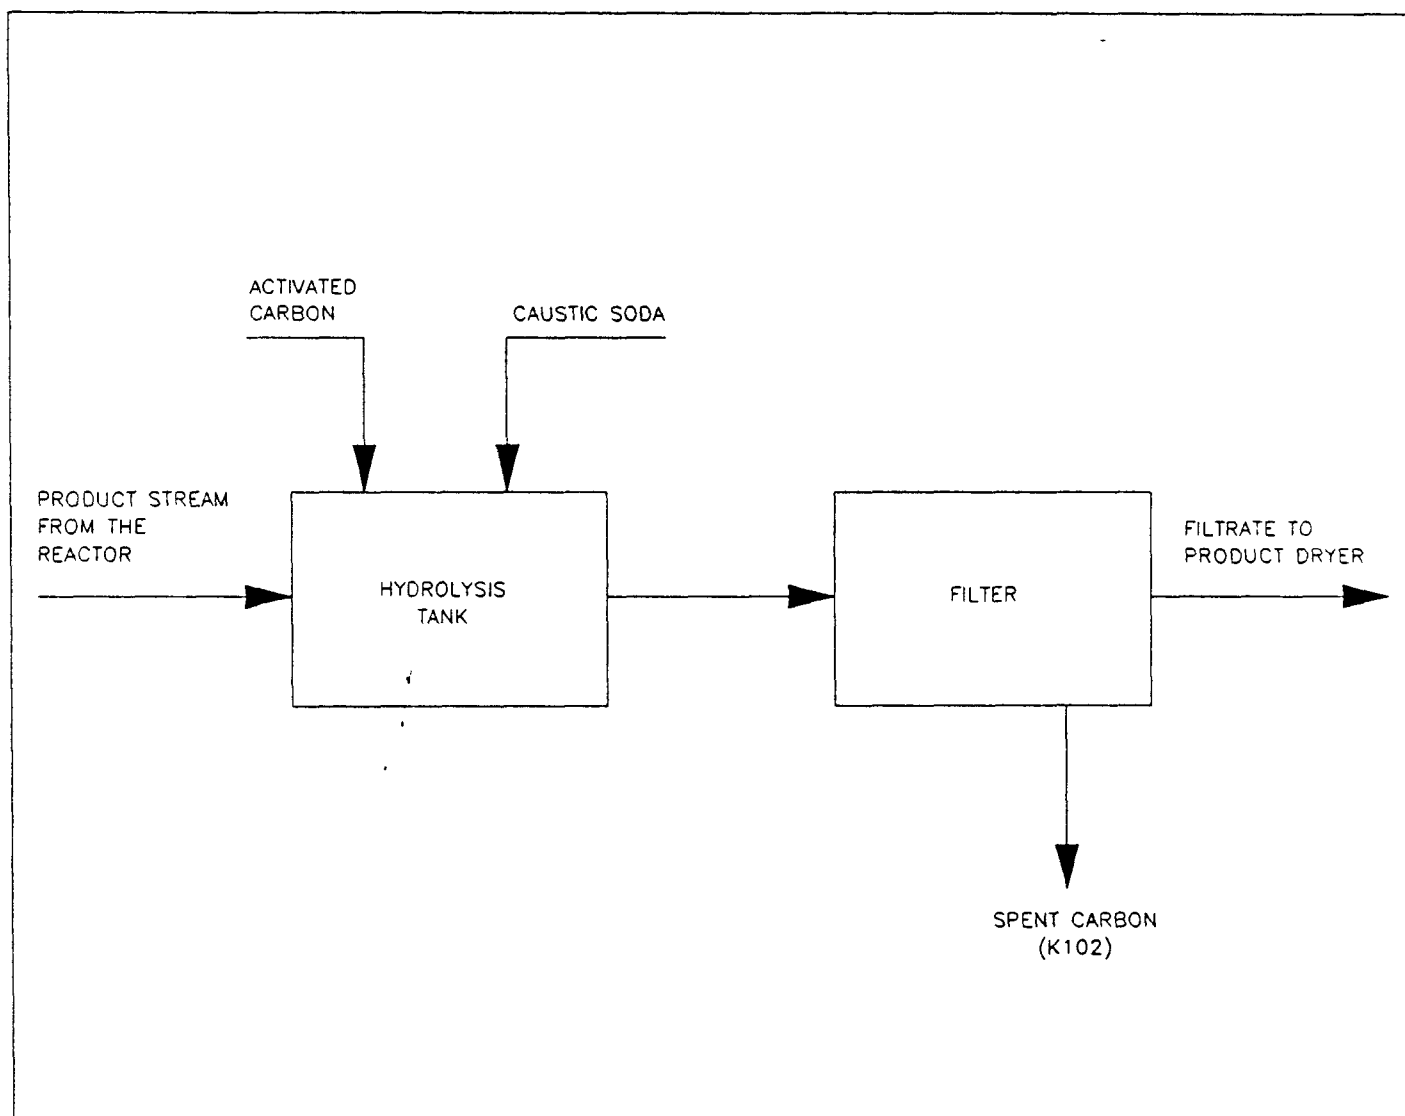 ACTIVATED
CARBON
CAUSTIC SODA
PRODUCT STREAM
FROM THE
REACTOR
HYDROLYSIS
TANK
FILTER
FILTRATE TO
PRODUCT DRYER
SPENT CARBON
(K102)